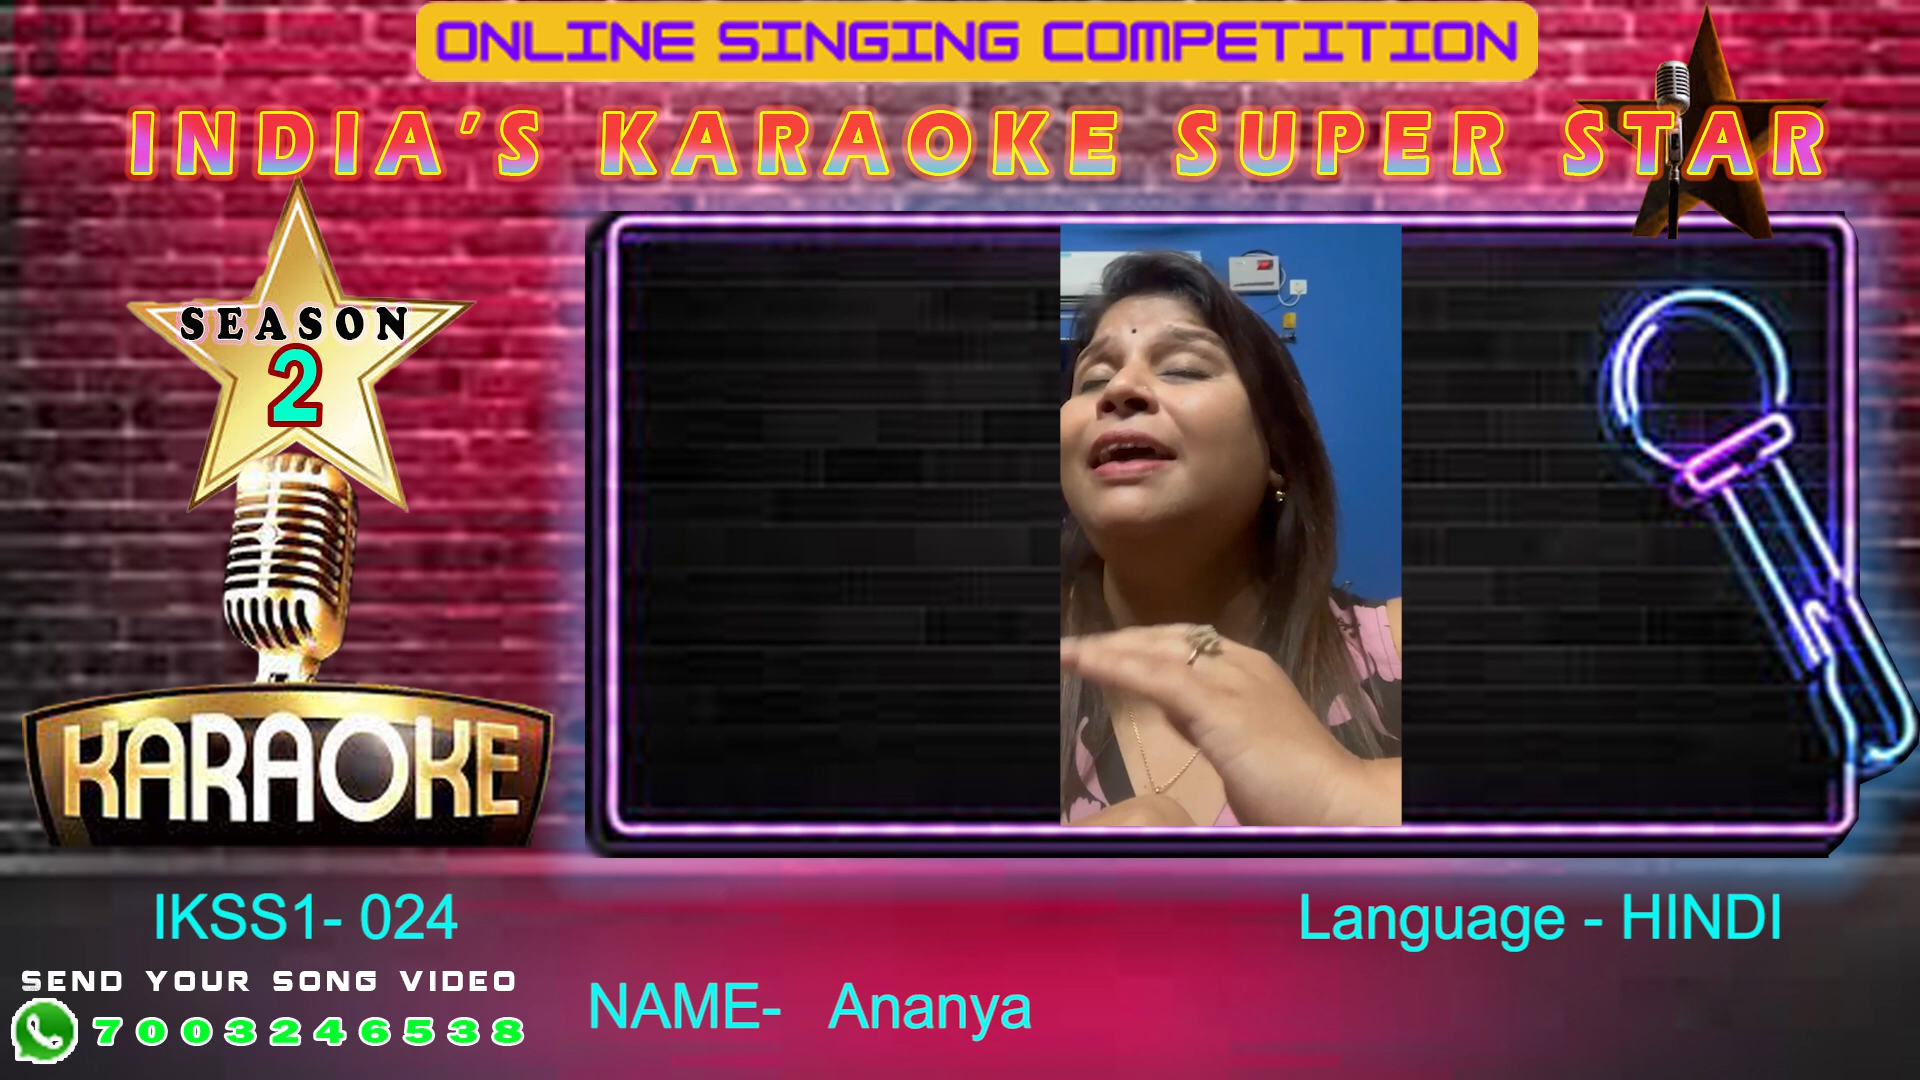 ONLINE SINGING COMPETITION
INDIA'S KARAOKE SUPER STAR
SEASON
2
KARAOKE
IKSS1- 024
Language - HINDI
SEND YOUR SONG VIDEO
7003246538
NAME- Ananya